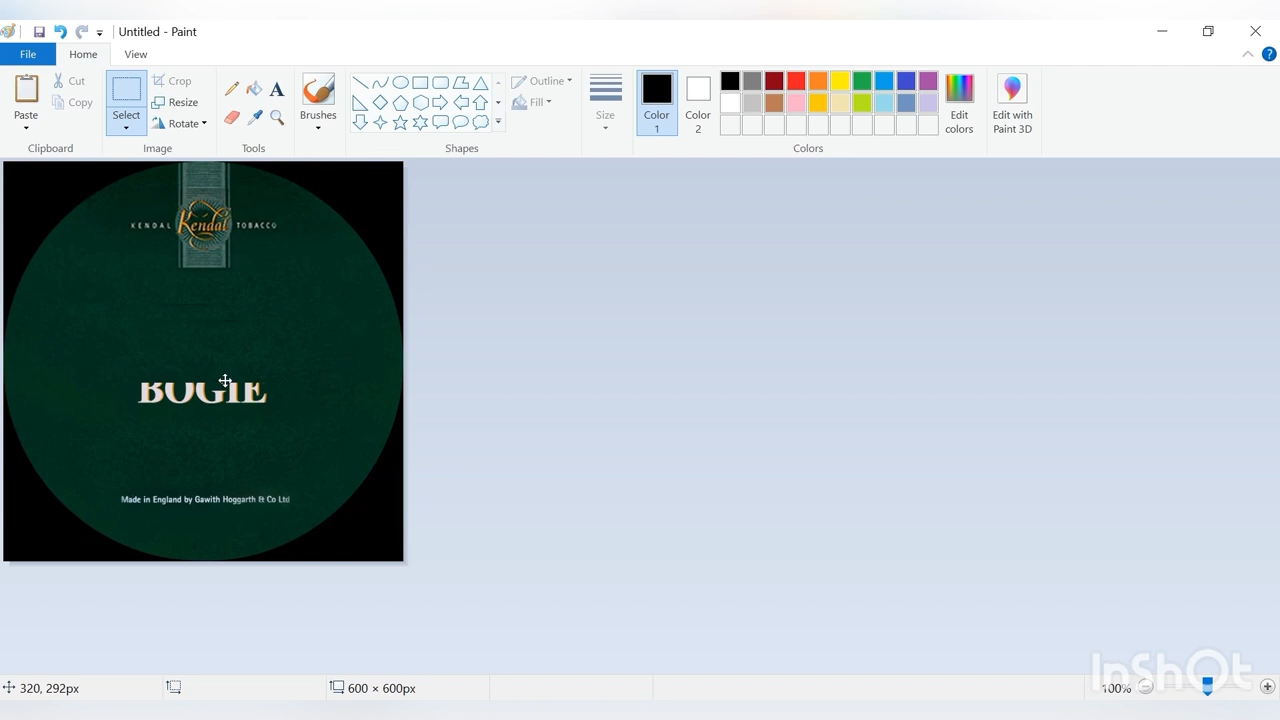 Untitled - Paint
File
Home
View
Paste
Cut
Copy
Clipboard
Select
Crop
Resize
Rotate
Image
Tools
Brushes
Shapes
Outline
Fill
Size
Color
1
Color
2
Colors
Edit
colors
Edit with
Paint 3D
KENDAL Kendal TOBACCO
BOGIE
Made in England by Gawith Hoggarth & Co Ltd
320, 292px
600 × 600px
100%
InShOt